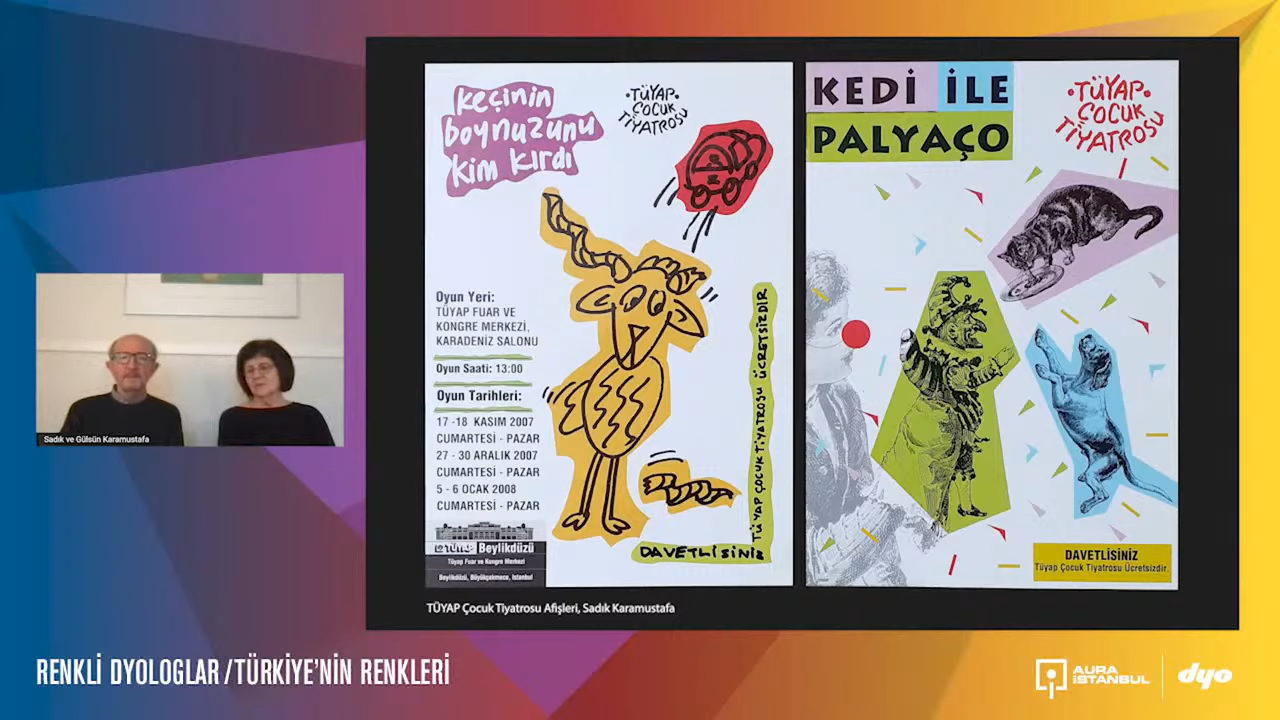 Keçinin
boynuzunu
kim kırdı
•TÜYAP•
ÇOCUK
TİYATROSU
Oyun Yeri:
TÜYAP FUAR VE
KONGRE MERKEZİ,
KARADENİZ SALONU
Oyun Saati: 13:00
Oyun Tarihleri:
17 -18 KASIM 2007
CUMARTESİ - PAZAR
27 - 30 ARALIK 2007
CUMARTESİ - PAZAR
5 - 6 OCAK 2008
CUMARTESİ - PAZAR
Beylikdüzü
Tüyap Fuar ve Kongre Merkezi
Beylikdüzü, Büyükçekmece, İstanbul
TÜYAP ÇOCUK TİYATROSU ÜCRETSİZDİR
DAVETLİSİNİZ
KEDİ İLE
PALYAÇO
•TÜYAP•
ÇOCUK
TİYATROSU
DAVETLİSİNİZ
Tüyap Çocuk Tiyatrosu Ücretsizdir.
TÜYAP Çocuk Tiyatrosu Afişleri, Sadık Karamustafa
Sadık ve Gülsün Karamustafa
RENKLİ DYOLOGLAR / TÜRKİYE'NİN RENKLERİ
AURA
İSTANBUL
dyo